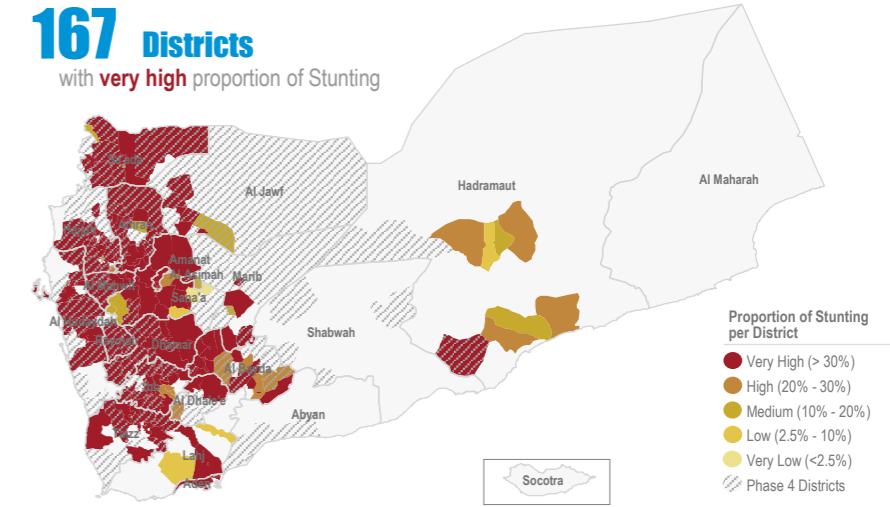 167 Districts
with very high proportion of Stunting
Sa'ada
Al Jawf
Hadramaut
Al Maharah
Hajjah
Amran
Amanat
Al Asimah
Marib
Al Mahwit
Sana'a
Al Hudaydah
Raymah
Dhamar
Shabwah
Al Bayda
Ibb
Al Dhale'e
Abyan
Taizz
Lahj
Aden
Socotra
Proportion of Stunting
per District
Very High (> 30%)
High (20% - 30%)
Medium (10% - 20%)
Low (2.5% - 10%)
Very Low (<2.5%)
Phase 4 Districts